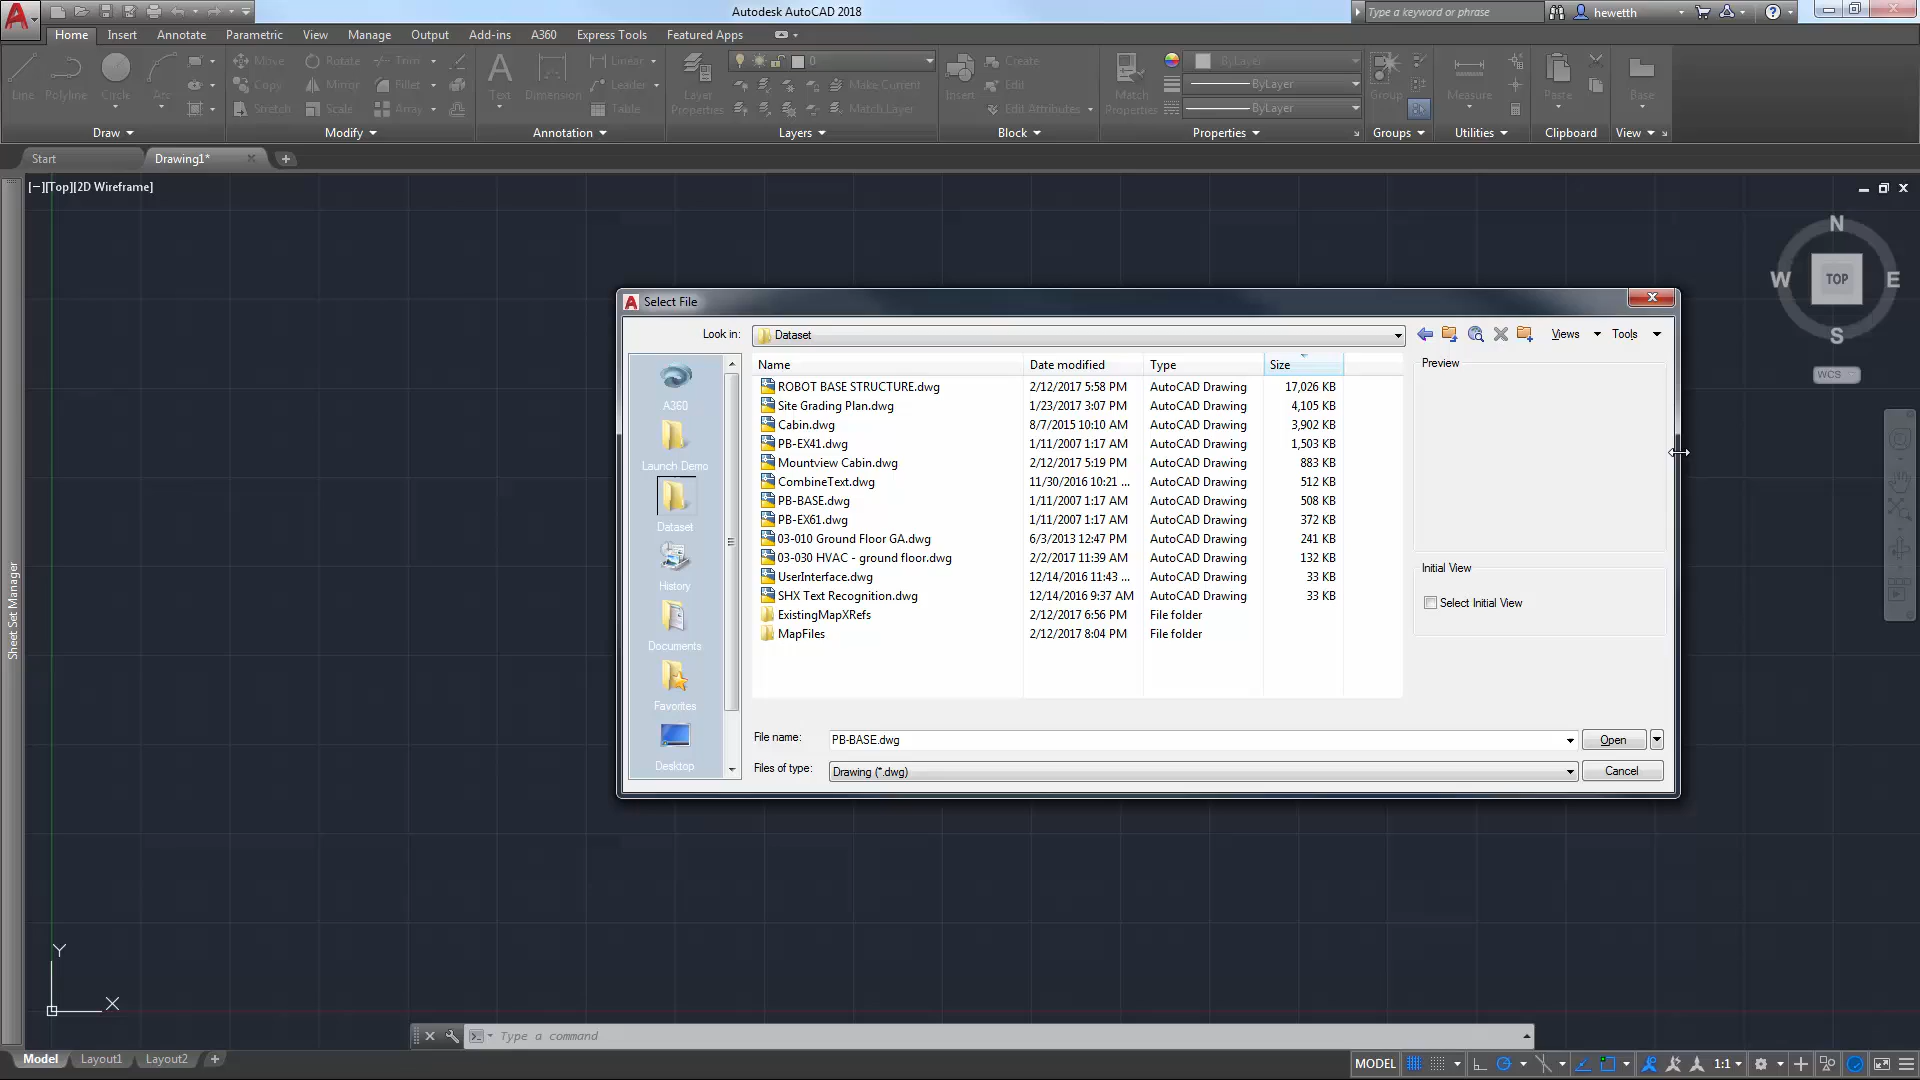 Autodesk AutoCAD 2018
Type a keyword or phrase
hewetth
Home Insert Annotate Parametric View Manage Output Add-ins A360 Express Tools Featured Apps
Line Polyline Circle Arc
Move Rotate Trim
Copy Mirror Fillet
Stretch Scale Array
Text Dimension
Linear
Leader
Table
Layer Properties
0
Make Current
Match Layer
Insert
Create
Edit
Edit Attributes
Match Properties
ByLayer
ByLayer
ByLayer
Group
Measure
Paste
Base
Draw Modify Annotation Layers Block Properties Groups Utilities Clipboard View
Start Drawing1*
[−][Top][2D Wireframe]
N
W TOP E
S
WCS
Sheet Set Manager
Select File
Look in: Dataset Views Tools
A360
Launch Demo
Dataset
History
Documents
Favorites
Desktop
Name Date modified Type Size
ROBOT BASE STRUCTURE.dwg 2/12/2017 5:58 PM AutoCAD Drawing 17,026 KB
Site Grading Plan.dwg 1/23/2017 3:07 PM AutoCAD Drawing 4,105 KB
Cabin.dwg 8/7/2015 10:10 AM AutoCAD Drawing 3,902 KB
PB-EX41.dwg 1/11/2007 1:17 AM AutoCAD Drawing 1,503 KB
Mountview Cabin.dwg 2/12/2017 5:19 PM AutoCAD Drawing 883 KB
CombineText.dwg 11/30/2016 10:21 ... AutoCAD Drawing 512 KB
PB-BASE.dwg 1/11/2007 1:17 AM AutoCAD Drawing 508 KB
PB-EX61.dwg 1/11/2007 1:17 AM AutoCAD Drawing 372 KB
03-010 Ground Floor GA.dwg 6/3/2013 12:47 PM AutoCAD Drawing 241 KB
03-030 HVAC - ground floor.dwg 2/2/2017 11:39 AM AutoCAD Drawing 132 KB
UserInterface.dwg 12/14/2016 11:43 ... AutoCAD Drawing 33 KB
SHX Text Recognition.dwg 12/14/2016 9:37 AM AutoCAD Drawing 33 KB
ExistingMapXRefs 2/12/2017 6:56 PM File folder
MapFiles 2/12/2017 8:04 PM File folder
Preview
Initial View
Select Initial View
File name: PB-BASE.dwg Open
Files of type: Drawing (*.dwg) Cancel
Y
X
Type a command
Model Layout1 Layout2
MODEL 1:1